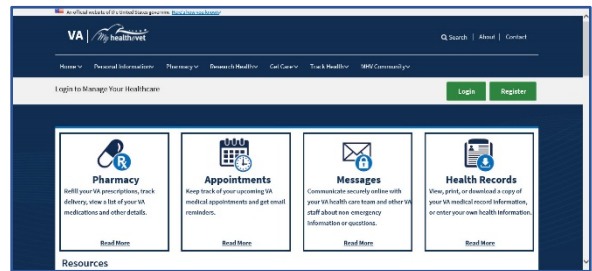 An official website of the United States government Here's how you know
VA | My healthevet
Search | About | Contact
Home Personal Information Pharmacy Research Health Get Care Track Health MHV Community
Login to Manage Your Healthcare
Login Register
Pharmacy
Refill your VA prescriptions, track
delivery, view a list of your VA
medications and other details.
Read More
Appointments
Keep track of your upcoming VA
medical appointments and get email
reminders.
Read More
Messages
Communicate securely online with
your VA health care team and other VA
staff about non emergency
information or questions.
Read More
Health Records
View, print, or download a copy of
your VA medical record information,
or enter your own health information.
Read More
Resources